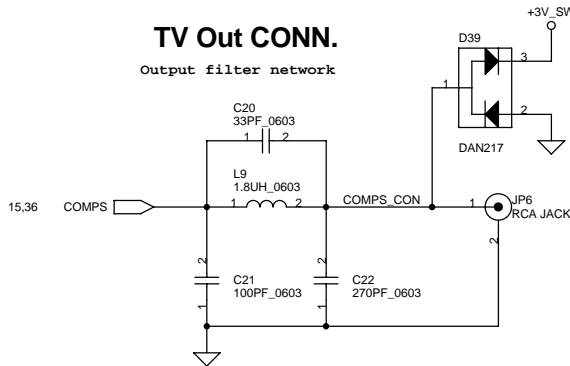 TV Out CONN.
Output filter network
+3V_SW
D39
3
1
2
DAN217
C20
33PF_0603
1 2
L9
1.8UH_0603
15,36 COMPS
1 2
COMPS_CON
1
JP6
RCA JACK
2
2
C21
100PF_0603
1
2
C22
270PF_0603
1